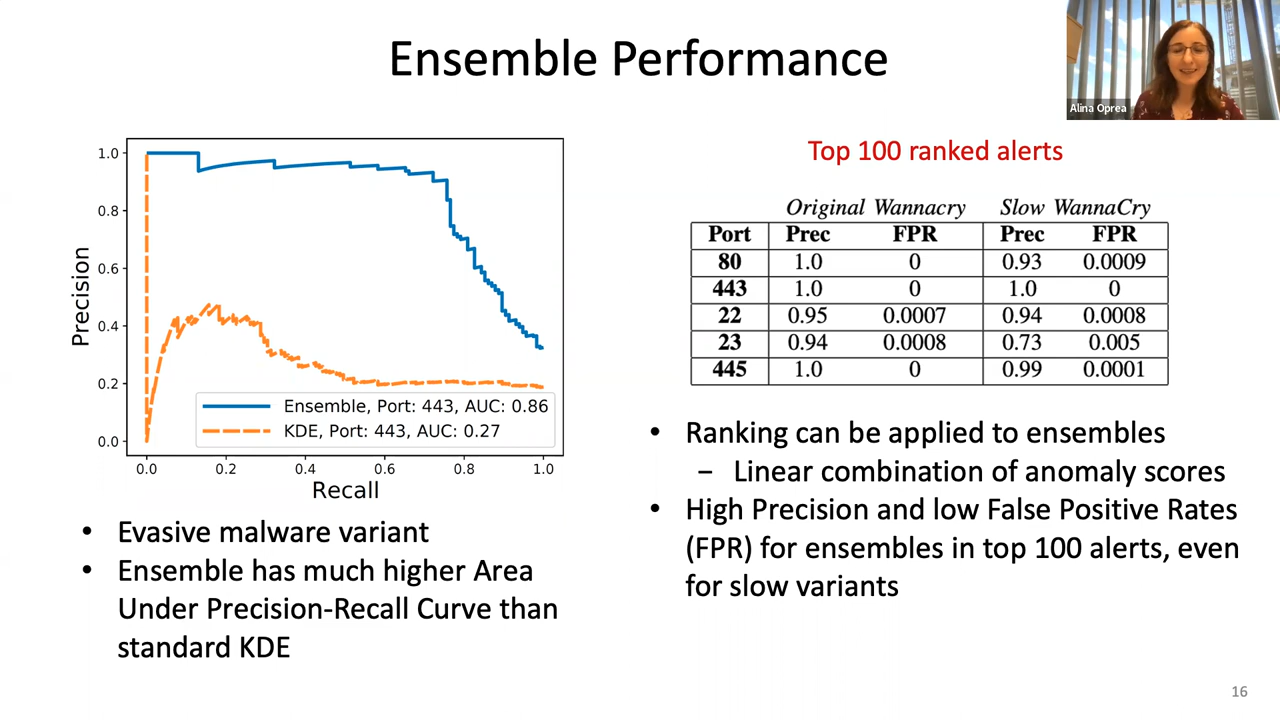 Ensemble Performance
Alina Oprea
1.0
0.8
0.6
0.4
0.2
0.0
Precision
Ensemble, Port: 443, AUC: 0.86
KDE, Port: 443, AUC: 0.27
0.0 0.2 0.4 0.6 0.8 1.0
Recall
• Evasive malware variant
• Ensemble has much higher Area
Under Precision-Recall Curve than
standard KDE
Top 100 ranked alerts
Original Wannacry Slow WannaCry
Port Prec FPR Prec FPR
80 1.0 0 0.93 0.0009
443 1.0 0 1.0 0
22 0.95 0.0007 0.94 0.0008
23 0.94 0.0008 0.73 0.005
445 1.0 0 0.99 0.0001
• Ranking can be applied to ensembles
– Linear combination of anomaly scores
• High Precision and low False Positive Rates
(FPR) for ensembles in top 100 alerts, even
for slow variants
16